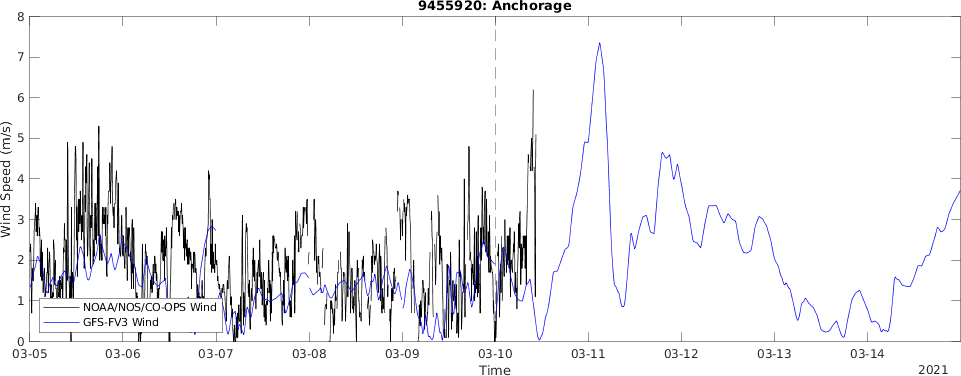 9455920: Anchorage
8
7
6
5
4
3
2
1
0
Wind Speed (m/s)
NOAA/NOS/CO-OPS Wind
GFS-FV3 Wind
03-05 03-06 03-07 03-08 03-09 03-10 03-11 03-12 03-13 03-14
Time
2021